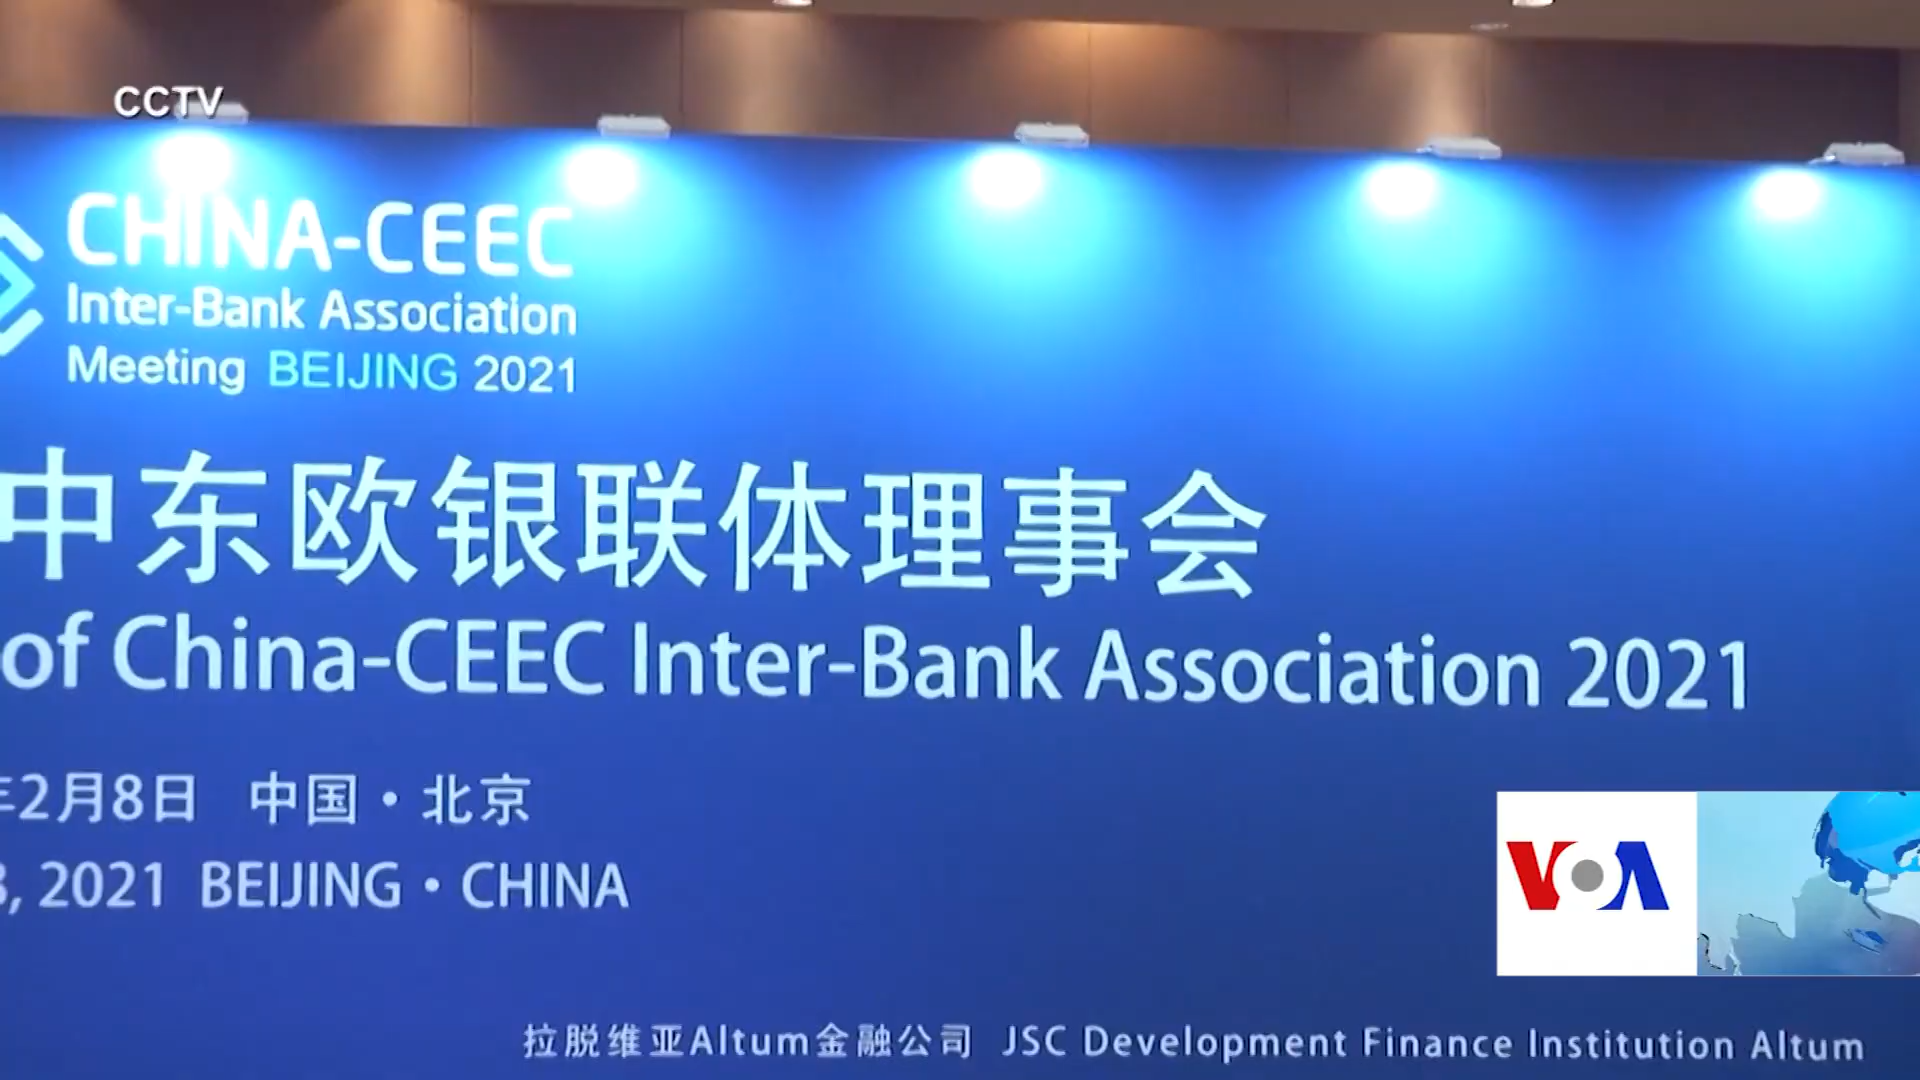 CCTV
CHINA-CEEC
Inter-Bank Association
Meeting BEIJING 2021
中东欧银联体理事会
of China-CEEC Inter-Bank Association 2021
年2月8日 中国·北京
8, 2021 BEIJING · CHINA
VOA
拉脱维亚Altum金融公司 JSC Development Finance Institution Altum